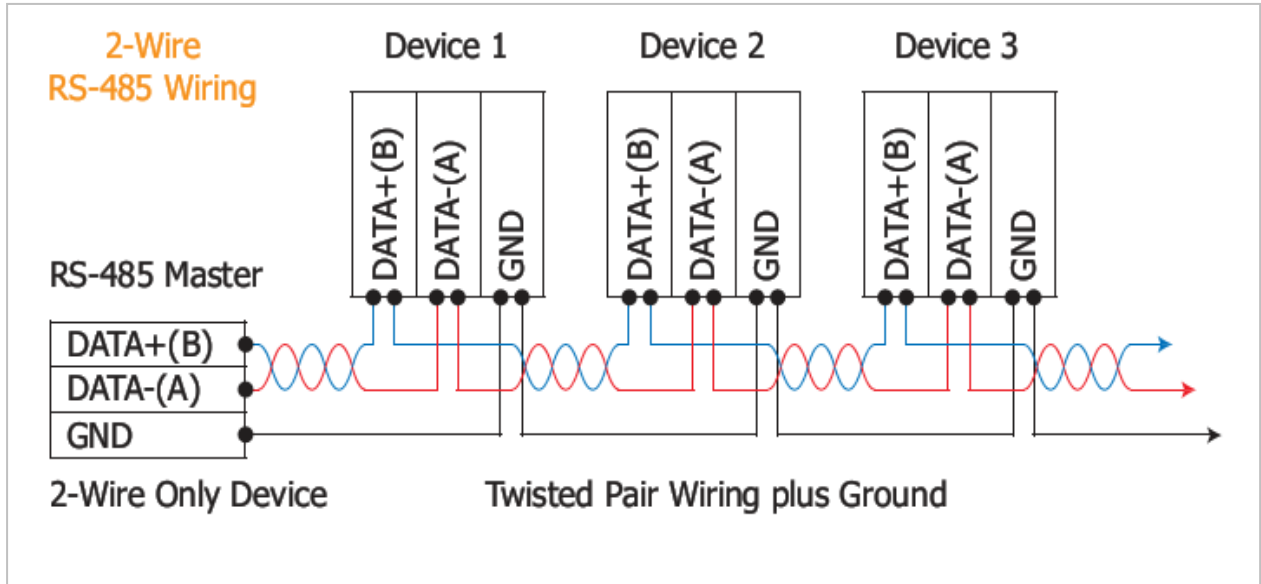 2-Wire
RS-485 Wiring
Device 1
Device 2
Device 3
DATA+(B)
DATA-(A)
GND
DATA+(B)
DATA-(A)
GND
DATA+(B)
DATA-(A)
GND
RS-485 Master
DATA+(B)
DATA-(A)
GND
2-Wire Only Device
Twisted Pair Wiring plus Ground